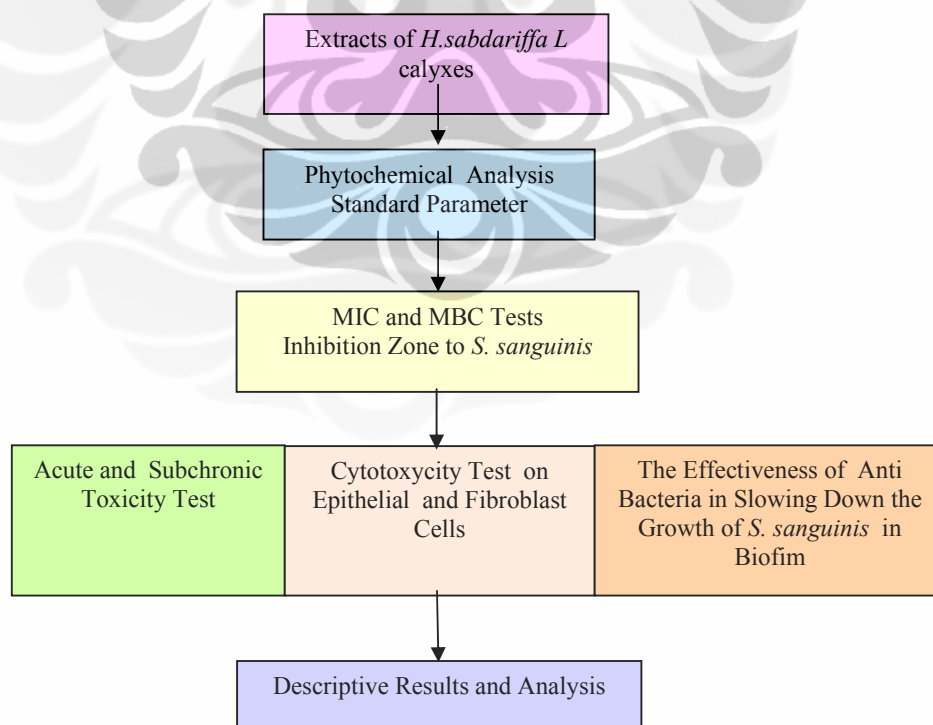 Extracts of H.sabdariffa L
calyxes
Phytochemical Analysis
Standard Parameter
MIC and MBC Tests
Inhibition Zone to S. sanguinis
Acute and Subchronic
Toxicity Test
Cytotoxycity Test on
Epithelial and Fibroblast
Cells
The Effectiveness of Anti
Bacteria in Slowing Down the
Growth of S. sanguinis in
Biofim
Descriptive Results and Analysis